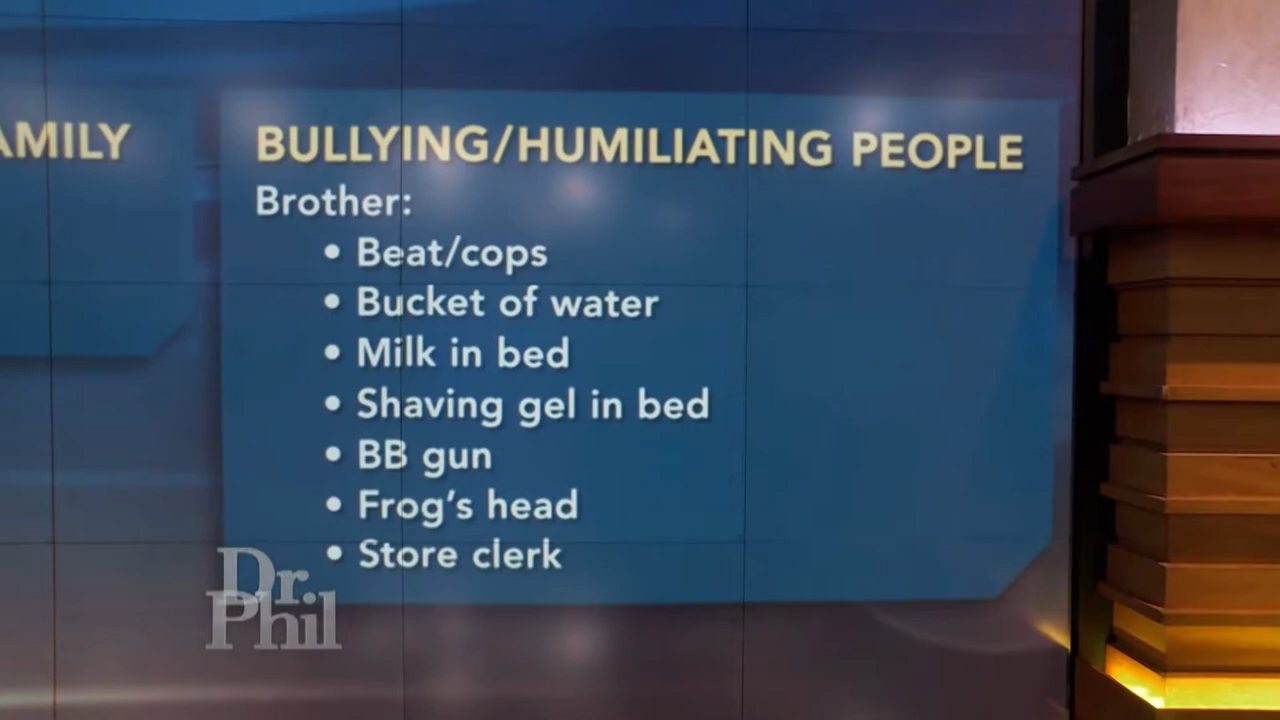 AMILY
BULLYING/HUMILIATING PEOPLE
Brother:
• Beat/cops
• Bucket of water
• Milk in bed
• Shaving gel in bed
• BB gun
• Frog's head
• Store clerk
Dr.
Phil